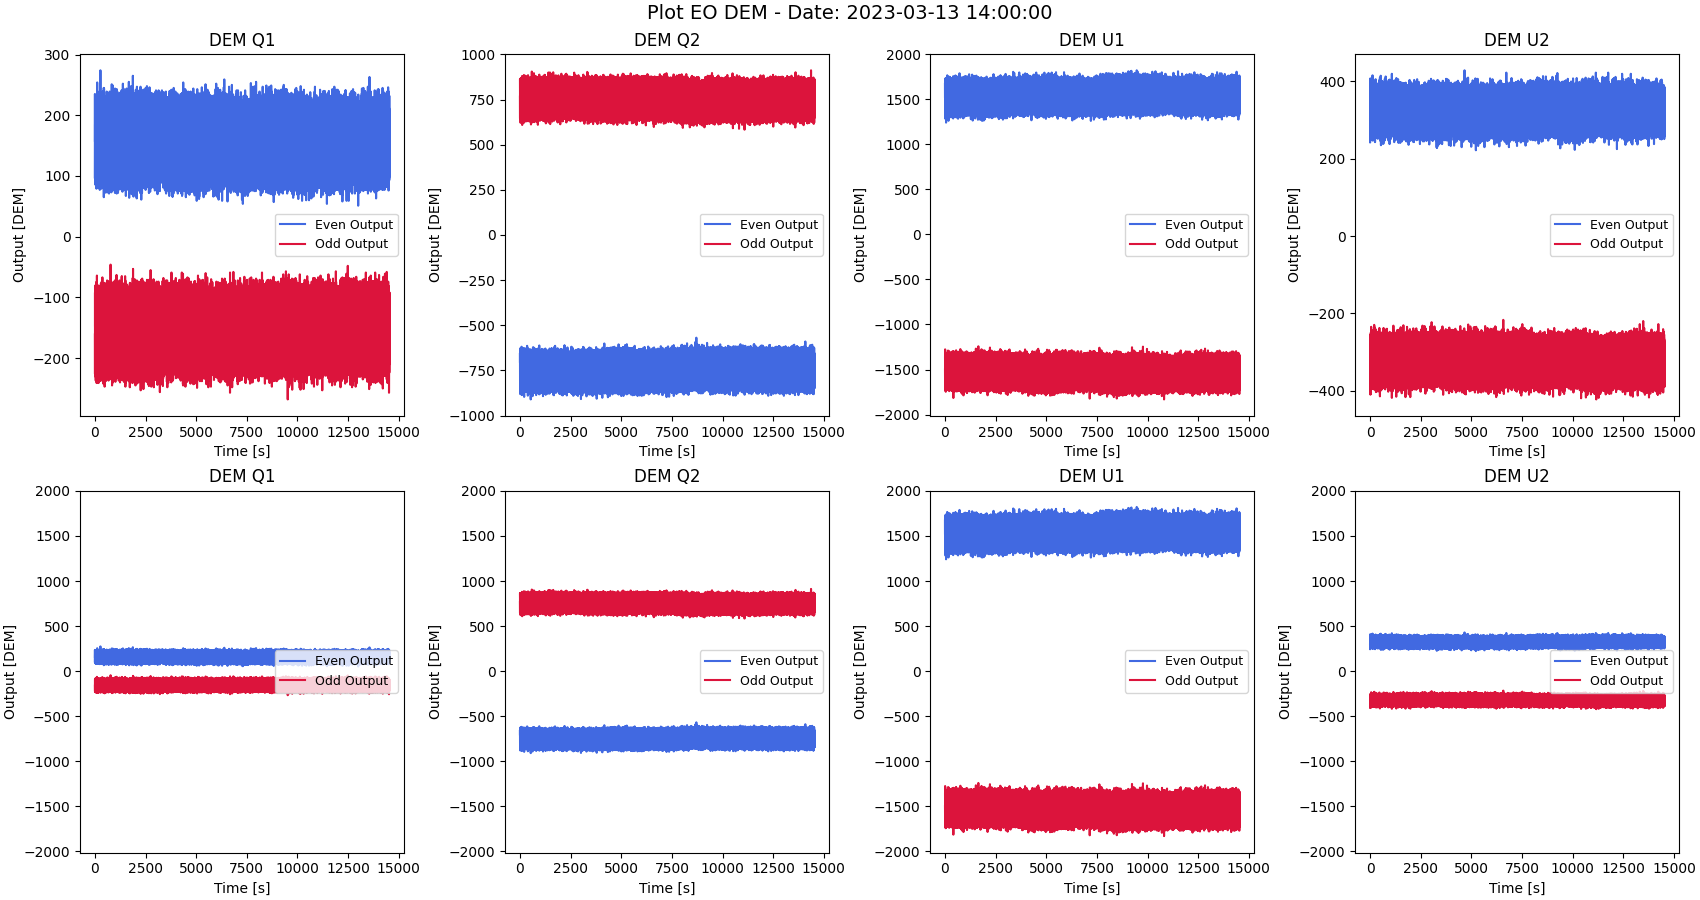 Plot EO DEM - Date: 2023-03-13 14:00:00
DEM Q1
Output [DEM]
300
200
100
0
−100
−200
Even Output
Odd Output
0 2500 5000 7500 10000 12500 15000
Time [s]
DEM Q2
Output [DEM]
1000
750
500
250
0
−250
−500
−750
−1000
Even Output
Odd Output
0 2500 5000 7500 10000 12500 15000
Time [s]
DEM U1
Output [DEM]
2000
1500
1000
500
0
−500
−1000
−1500
−2000
Even Output
Odd Output
0 2500 5000 7500 10000 12500 15000
Time [s]
DEM U2
Output [DEM]
400
200
0
−200
−400
Even Output
Odd Output
0 2500 5000 7500 10000 12500 15000
Time [s]
DEM Q1
Output [DEM]
2000
1500
1000
500
0
−500
−1000
−1500
−2000
Even Output
Odd Output
0 2500 5000 7500 10000 12500 15000
Time [s]
DEM Q2
Output [DEM]
2000
1500
1000
500
0
−500
−1000
−1500
−2000
Even Output
Odd Output
0 2500 5000 7500 10000 12500 15000
Time [s]
DEM U1
Output [DEM]
2000
1500
1000
500
0
−500
−1000
−1500
−2000
Even Output
Odd Output
0 2500 5000 7500 10000 12500 15000
Time [s]
DEM U2
Output [DEM]
2000
1500
1000
500
0
−500
−1000
−1500
−2000
Even Output
Odd Output
0 2500 5000 7500 10000 12500 15000
Time [s]